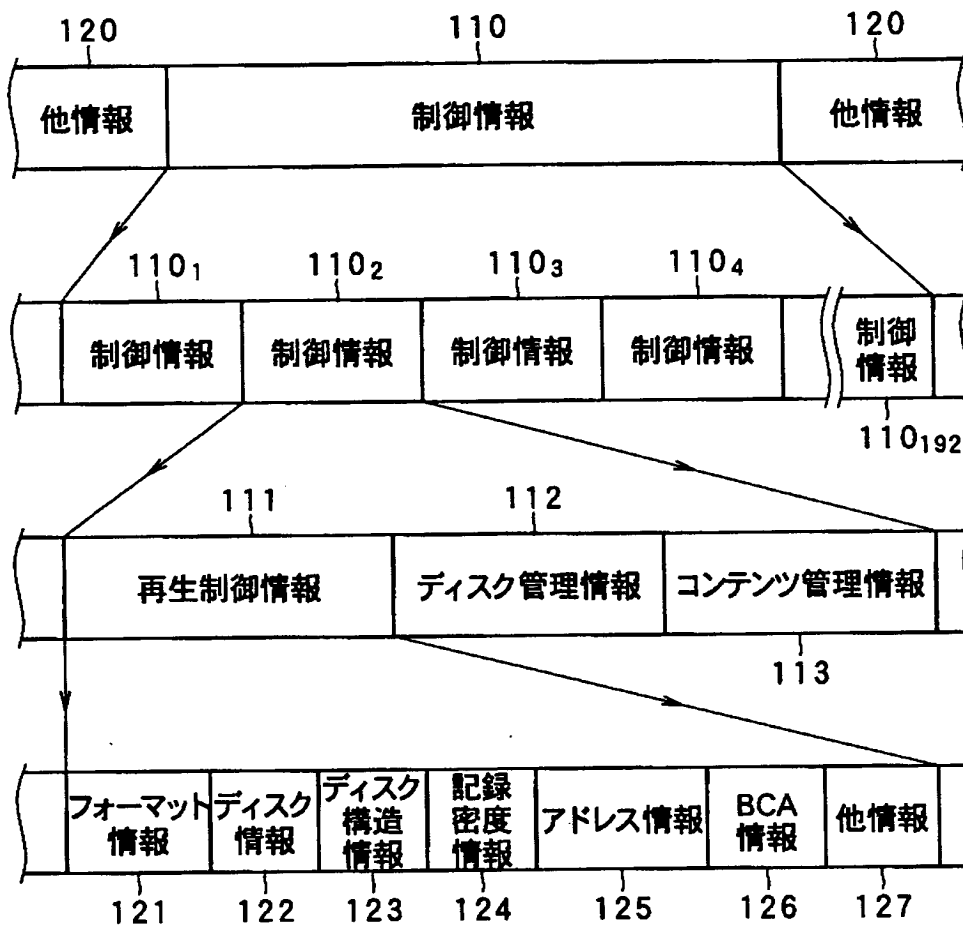 120 110 120
他情報 制御情報 他情報
110₁ 110₂ 110₃ 110₄
制御情報 制御情報 制御情報 制御情報 制御
情報
110₁₉₂
111 112
再生制御情報 ディスク管理情報 コンテンツ管理情報
113
フォーマット
情報
ディスク
情報
ディスク
構造
情報
記録
密度
情報
アドレス情報
BCA
情報
他情報
121 122 123 124 125 126 127